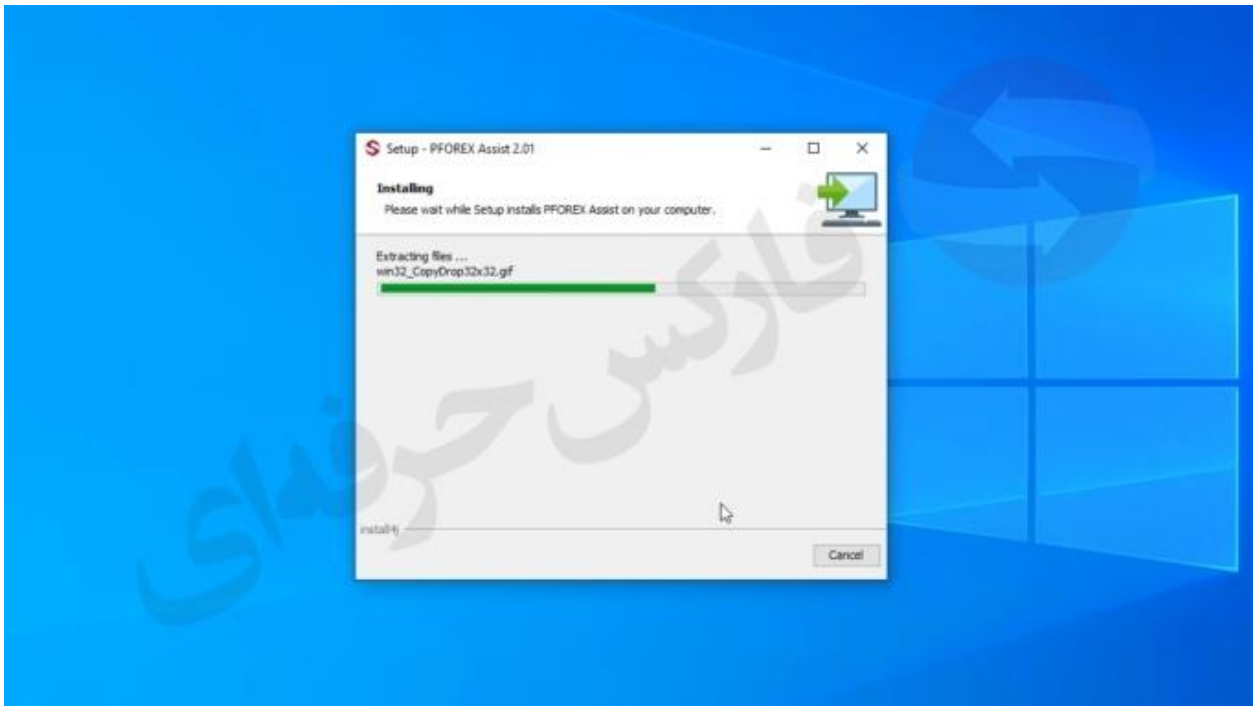 Setup - PFOREX Assist 2.01
Installing
Please wait while Setup installs PFOREX Assist on your computer.
Extracting files ...
win32_CopyDrop32x32.gif
install4j
Cancel
فارکس حرفه‌ای